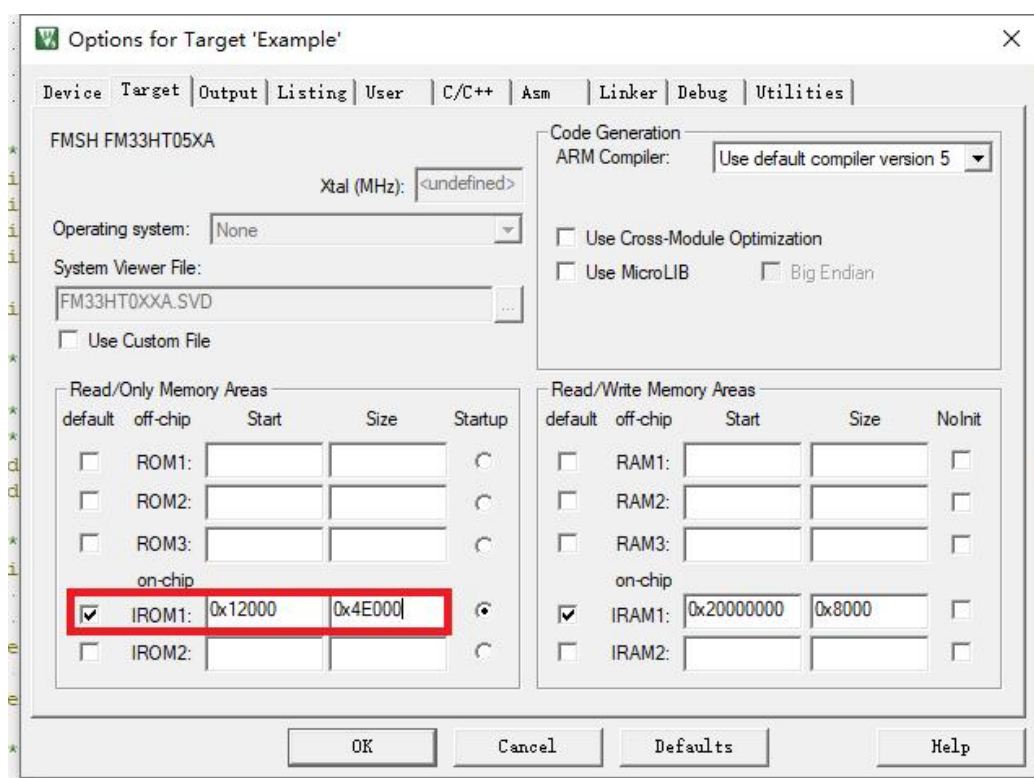 Options for Target 'Example'
Device Target Output Listing User C/C++ Asm Linker Debug Utilities
FMSH FM33HT05XA
Xtal (MHz): <undefined>
Operating system: None
System Viewer File:
FM33HT0XXA.SVD
...
Use Custom File
Code Generation
ARM Compiler: Use default compiler version 5
Use Cross-Module Optimization
Use MicroLIB Big Endian
Read/Only Memory Areas
default off-chip Start Size Startup
ROM1:
ROM2:
ROM3:
on-chip
IROM1: 0x12000 0x4E000
IROM2:
Read/Write Memory Areas
default off-chip Start Size NoInit
RAM1:
RAM2:
RAM3:
on-chip
IRAM1: 0x20000000 0x8000
IRAM2:
OK Cancel Defaults Help